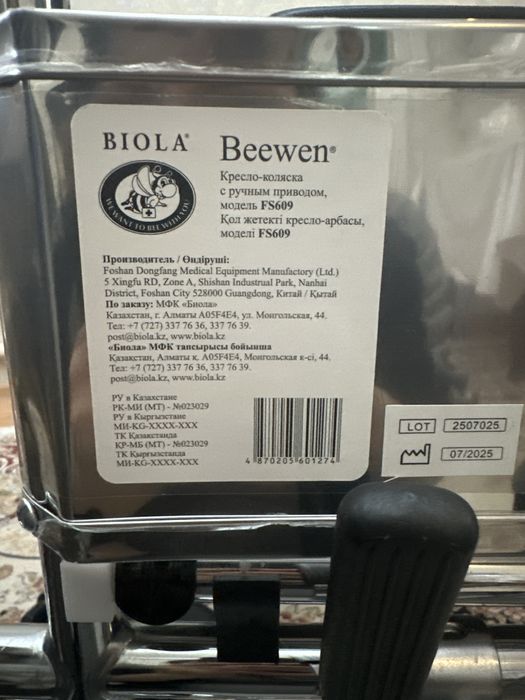 BIOLA®
WE WANT TO BEE WITH YOU
Beewen®
Кресло-коляска
с ручным приводом,
модель FS609
Қол жетекті кресло-арбасы,
моделі FS609
Производитель / Өндіруші:
Foshan Dongfang Medical Equipment Manufactory (Ltd.)
5 Xingfu RD, Zone A, Shishan Industrual Park, Nanhai
District, Foshan City 528000 Guangdong, Китай / Қытай
По заказу: МФК «Биола»
Казахстан, г. Алматы A05F4E4, ул. Монгольская, 44.
Тел: +7 (727) 337 76 36, 337 76 39.
post@biola.kz, www.biola.kz
«Биола» МФК тапсырысы бойынша
Қазақстан, Алматы к. A05F4E4, Монгольская к-сі, 44.
Тел: +7 (727) 337 76 36, 337 76 39.
post@biola.kz, www.biola.kz
РУ в Казахстане
РК-МИ (МТ) - №023029
РУ в Кыргызстане
МИ-KG-XXXX-XXX
ТК Қазақстанда
ҚР-МБ (МТ) - №023029
ТК Қырғызстанда
МИ-KG-XXXX-XXX
4 870205 601274
LOT 2507025
07/2025